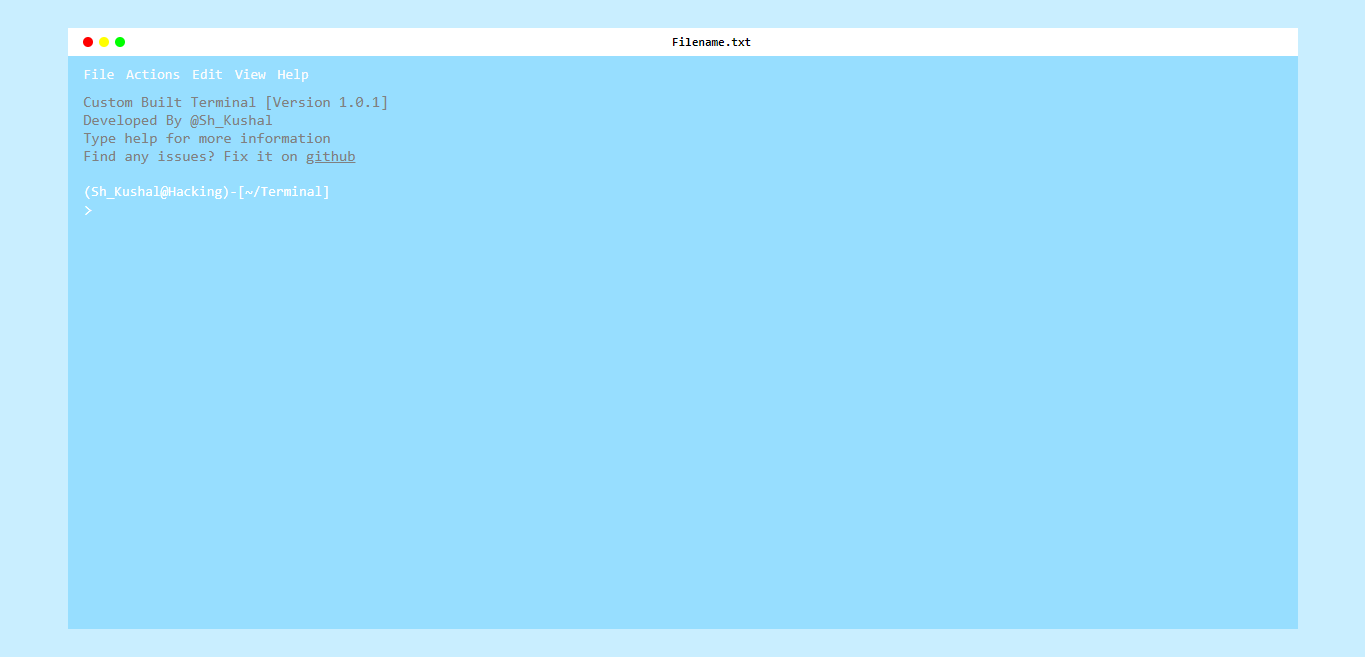 Filename.txt
File Actions Edit View Help
Custom Built Terminal [Version 1.0.1]
Developed By @Sh_Kushal
Type help for more information
Find any issues? Fix it on github
(Sh_Kushal@Hacking)-[~/Terminal]
>